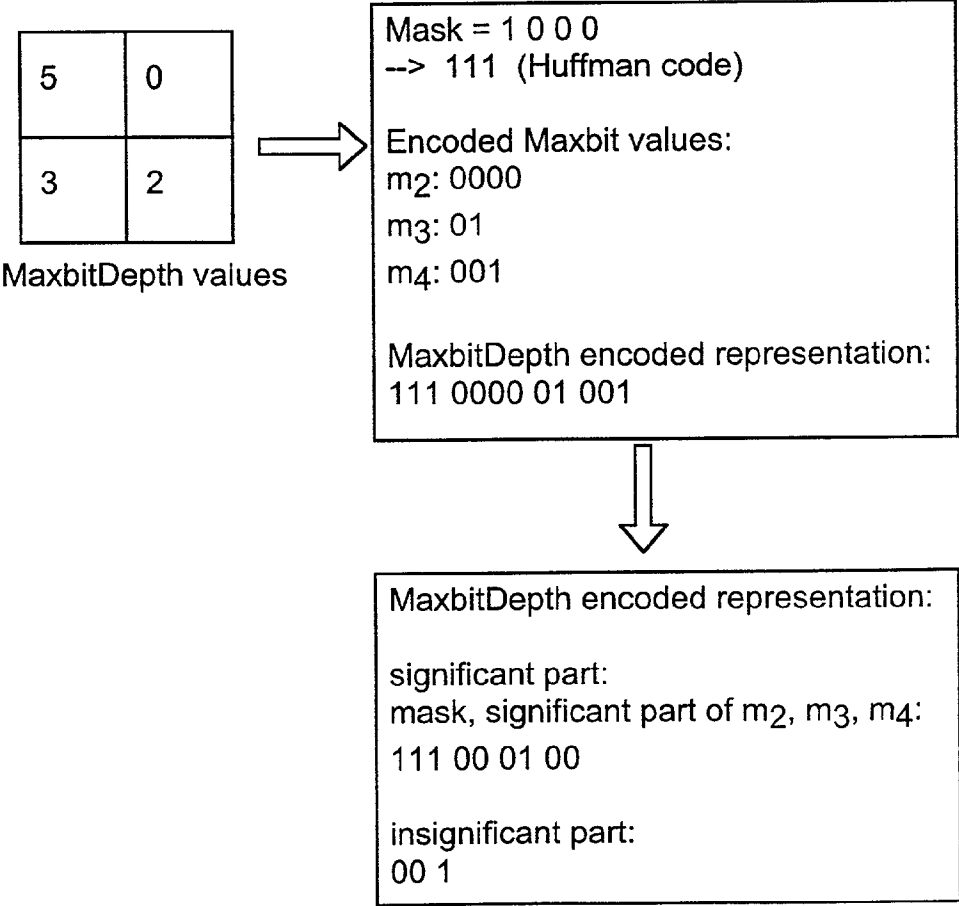 5 0
3 2
MaxbitDepth values
Mask = 1 0 0 0
--> 111 (Huffman code)
Encoded Maxbit values:
m2: 0000
m3: 01
m4: 001
MaxbitDepth encoded representation:
111 0000 01 001
MaxbitDepth encoded representation:
significant part:
mask, significant part of m2, m3, m4:
111 00 01 00
insignificant part:
00 1